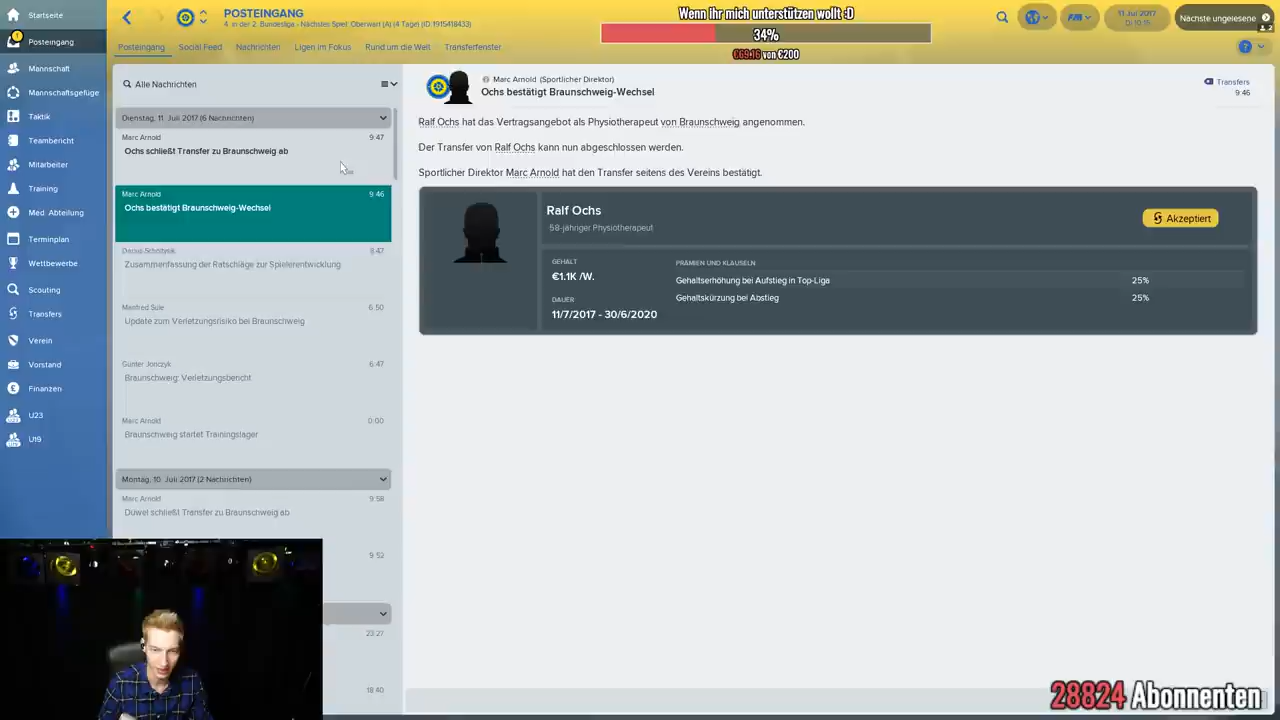 Startseite
Posteingang
Mannschaft
Mannschaftsgefüge
Taktik
Teambericht
Mitarbeiter
Training
Med. Abteilung
Terminplan
Wettbewerbe
Scouting
Transfers
Verein
Vorstand
Finanzen
U23
U19
POSTEINGANG
4. in der 2. Bundesliga - Nächstes Spiel: Oberwart (A) (4 Tage) (ID:1915418433)
Posteingang Social Feed Nachrichten Ligen im Fokus Rund um die Welt Transferfenster
Wenn ihr mich unterstützen wollt :D
34%
€69.16 von €200
FM
11 Jul 2017
Di 10:15
Nächste ungelesene
2
Alle Nachrichten
Dienstag, 11. Juli 2017 (6 Nachrichten)
Marc Arnold 9:47
Ochs schließt Transfer zu Braunschweig ab
Marc Arnold 9:46
Ochs bestätigt Braunschweig-Wechsel
8:47
Zusammenfassung der Ratschläge zur Spielerentwicklung
Manfred Sule 6:50
Update zum Verletzungsrisiko bei Braunschweig
Günter Jonczyk 6:47
Braunschweig: Verletzungsbericht
Marc Arnold 0:00
Braunschweig startet Trainingslager
Montag, 10. Juli 2017 (2 Nachrichten)
Marc Arnold 9:58
Düwel schließt Transfer zu Braunschweig ab
9:52
23:27
18:40
Marc Arnold (Sportlicher Direktor)
Ochs bestätigt Braunschweig-Wechsel
Transfers
9:46
Ralf Ochs hat das Vertragsangebot als Physiotherapeut von Braunschweig angenommen.
Der Transfer von Ralf Ochs kann nun abgeschlossen werden.
Sportlicher Direktor Marc Arnold hat den Transfer seitens des Vereins bestätigt.
Ralf Ochs
58-jähriger Physiotherapeut
Akzeptiert
GEHALT
€1.1K /W.
DAUER
11/7/2017 - 30/6/2020
PRÄMIEN UND KLAUSELN
Gehaltserhöhung bei Aufstieg in Top-Liga 25%
Gehaltskürzung bei Abstieg 25%
28824 Abonnenten